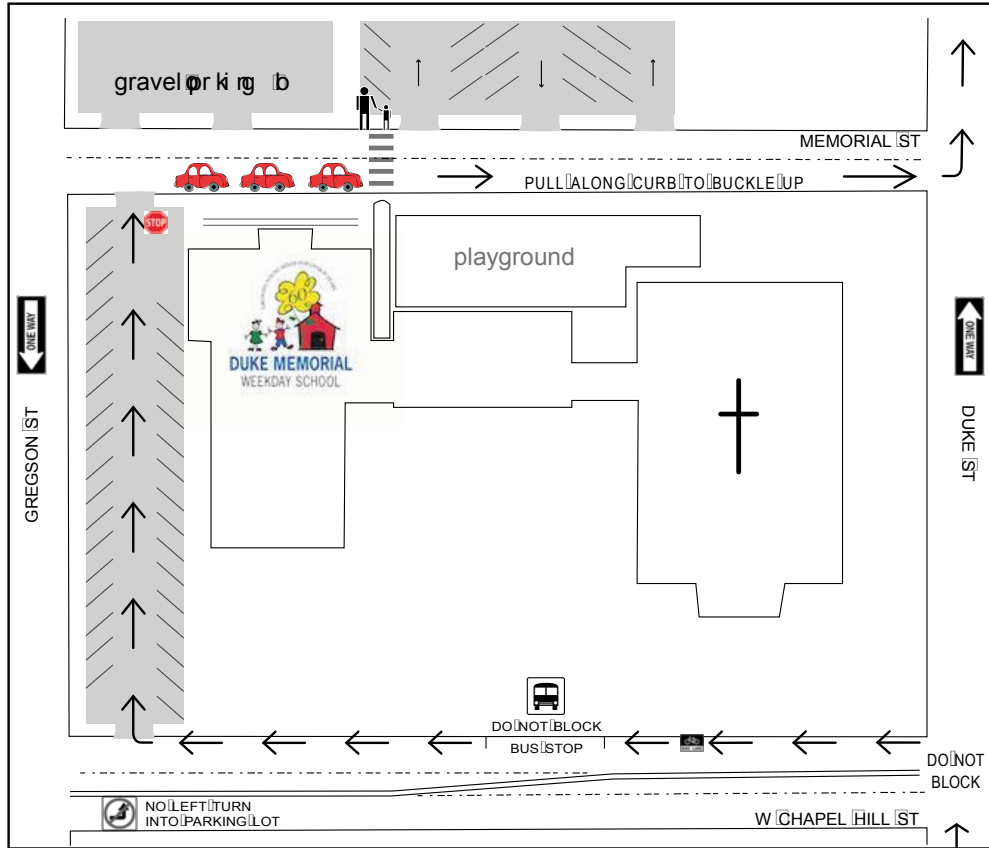 MEMORIAL ST
PULL ALONG CURB TO BUCKLE UP
STOP
playground
60
DUKE MEMORIAL
WEEKDAY SCHOOL
ONE WAY
ONE WAY
GREGSON ST
DUKE ST
DO NOT BLOCK
BUS STOP
DO NOT
BLOCK
NO LEFT TURN
INTO PARKING LOT
W CHAPEL HILL ST